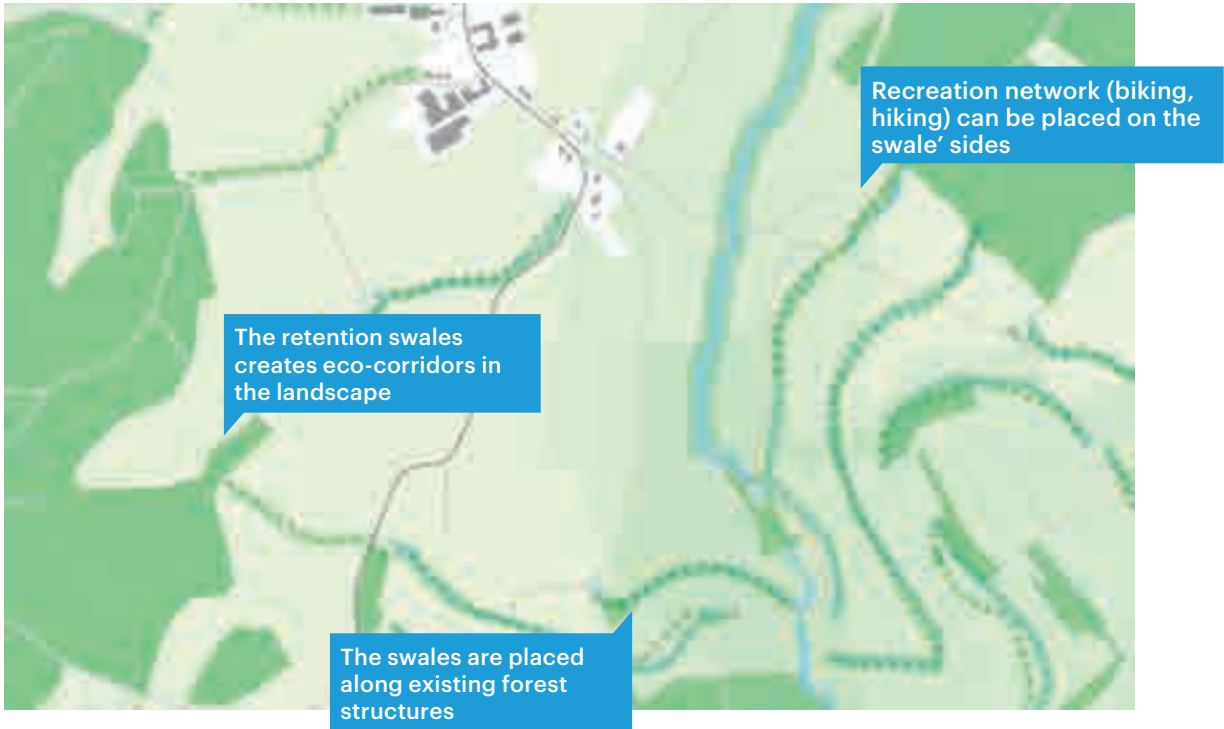 Recreation network (biking,
hiking) can be placed on the
swale’ sides
The retention swales
creates eco-corridors in
the landscape
The swales are placed
along existing forest
structures